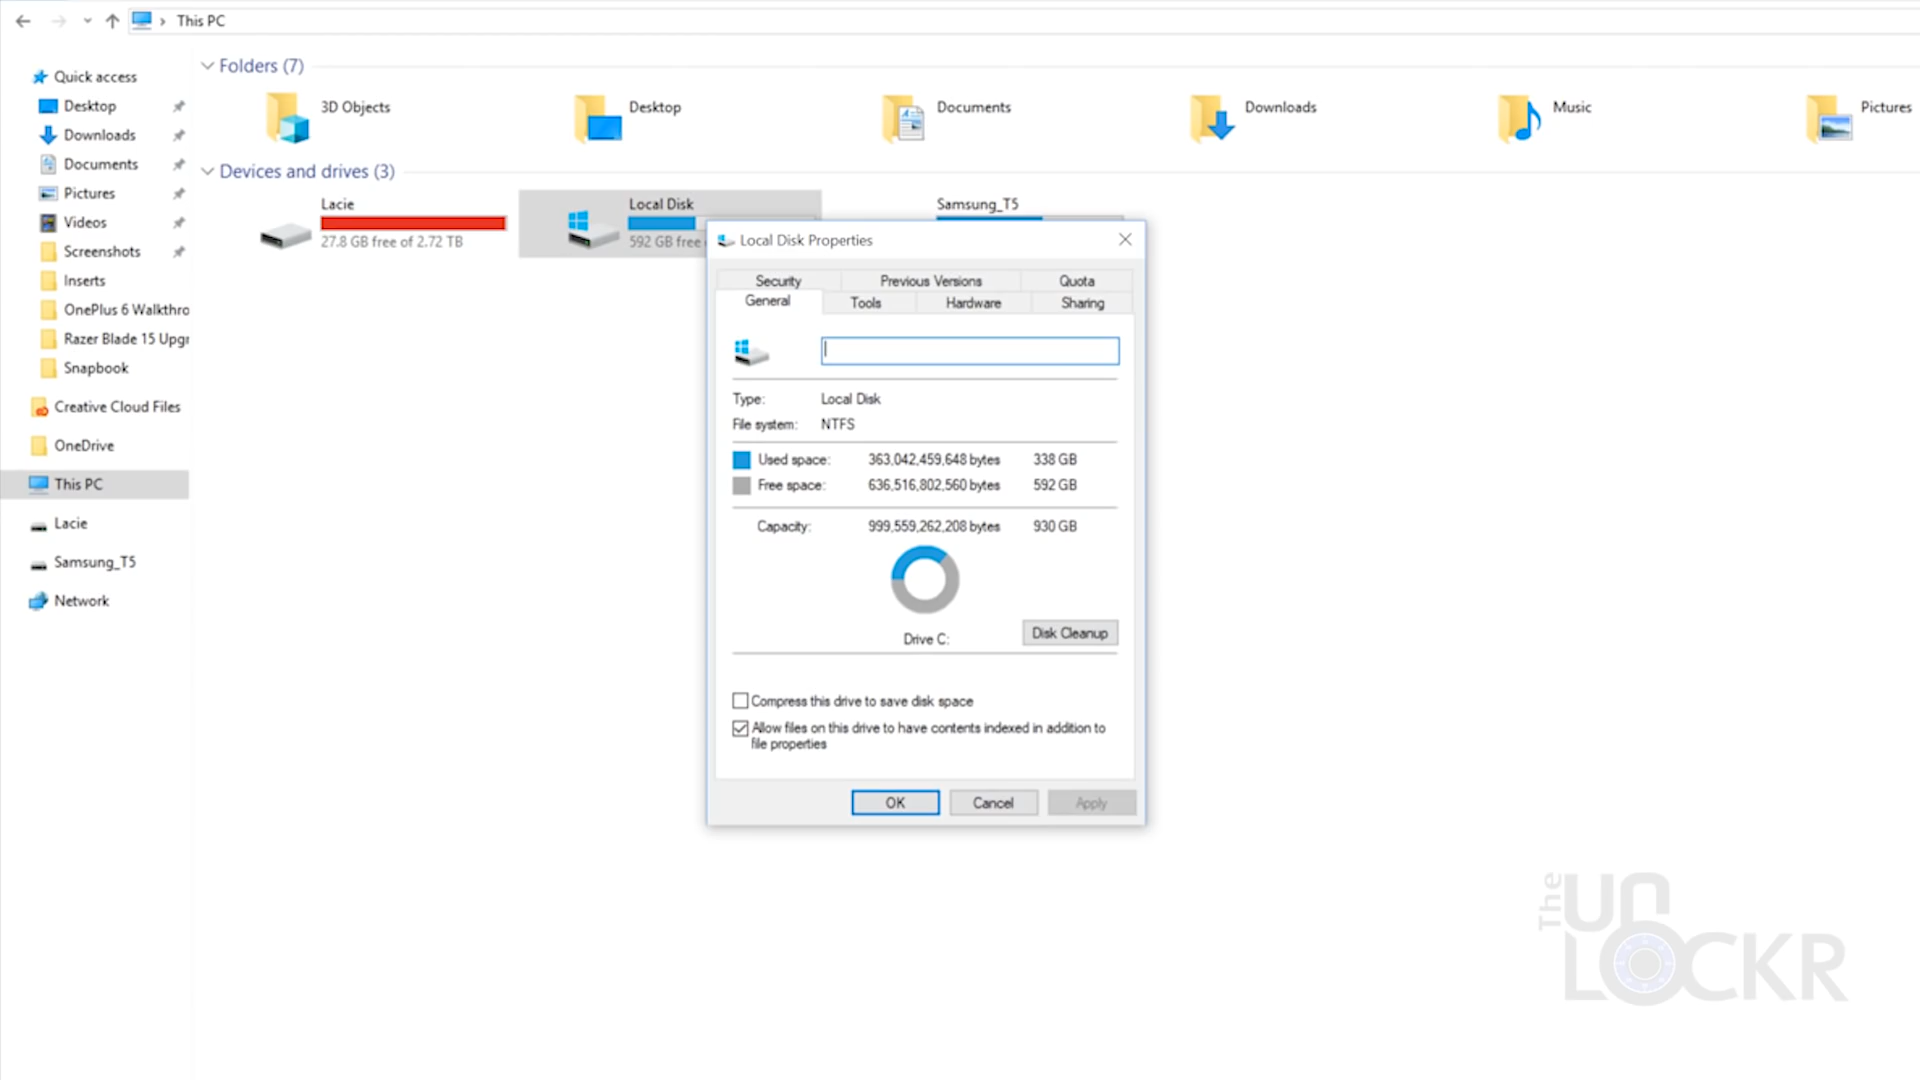 This PC
Quick access
Desktop
Downloads
Documents
Pictures
Videos
Screenshots
Inserts
OnePlus 6 Walkthro
Razer Blade 15 Upgr
Snapbook
Creative Cloud Files
OneDrive
This PC
Lacie
Samsung_T5
Network
Folders (7)
3D Objects
Desktop
Documents
Downloads
Music
Pictures
Devices and drives (3)
Lacie
27.8 GB free of 2.72 TB
Local Disk
592 GB free
Samsung_T5
Local Disk Properties
Security Previous Versions Quota
General Tools Hardware Sharing
Type: Local Disk
File system: NTFS
Used space: 363,042,459,648 bytes 338 GB
Free space: 636,516,802,560 bytes 592 GB
Capacity: 999,559,262,208 bytes 930 GB
Drive C:
Disk Cleanup
Compress this drive to save disk space
Allow files on this drive to have contents indexed in addition to
file properties
OK Cancel Apply
The
Un
LOCKR